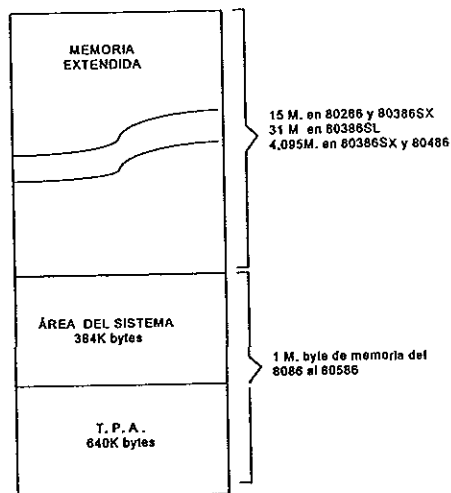 MEMORIA
EXTENDIDA
15 M. en 80286 y 80386SX
31 M en 80386SL
4,095M. en 80386SX y 80486
ÁREA DEL SISTEMA
384K bytes
1 M. byte de memoria del
8086 al 80586
T. P. A.
640K bytes